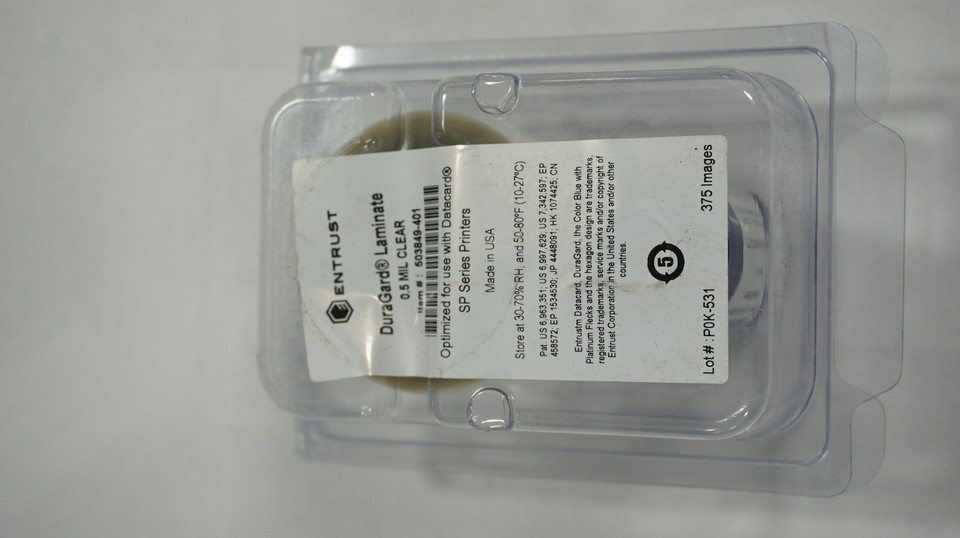 ENTRUST
DuraGard® Laminate
0.5 MIL CLEAR
Item # : 503849-401
Optimized for use with Datacard®
SP Series Printers
Made in USA
Store at 30-70% RH, and 50-80ºF (10-27ºC)
Pat. US 6,963,351; US 6,997,629; US 7,342,597; EP
458572; EP 1534530; JP 4448091; HK 1074425; CN
Entrustm Datacard, DuraGard, the Color Blue with
Platinum Flecks and the hexagon design are trademarks,
registered trademarks, service marks and/or copyright of
Entrust Corporation in the United States and/or other
countries.
5
Lot # : P0K-531 375 Images